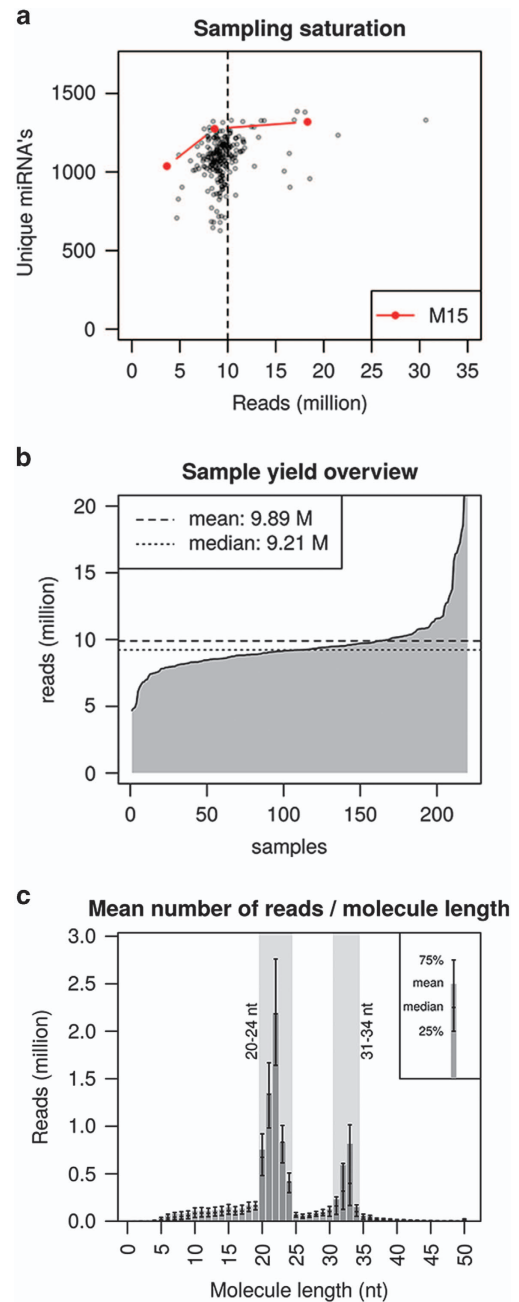 a
Sampling saturation
Unique miRNA's
1500
1000
500
0
M15
0 5 10 15 20 25 30 35
Reads (million)
b
Sample yield overview
reads (million)
20
15
10
5
0
mean: 9.89 M
median: 9.21 M
0 50 100 150 200
samples
c
Mean number of reads / molecule length
Reads (million)
3.0
2.5
2.0
1.5
1.0
0.5
0.0
20-24 nt
31-34 nt
75%
mean
median
25%
0 5 10 15 20 25 30 35 40 45 50
Molecule length (nt)